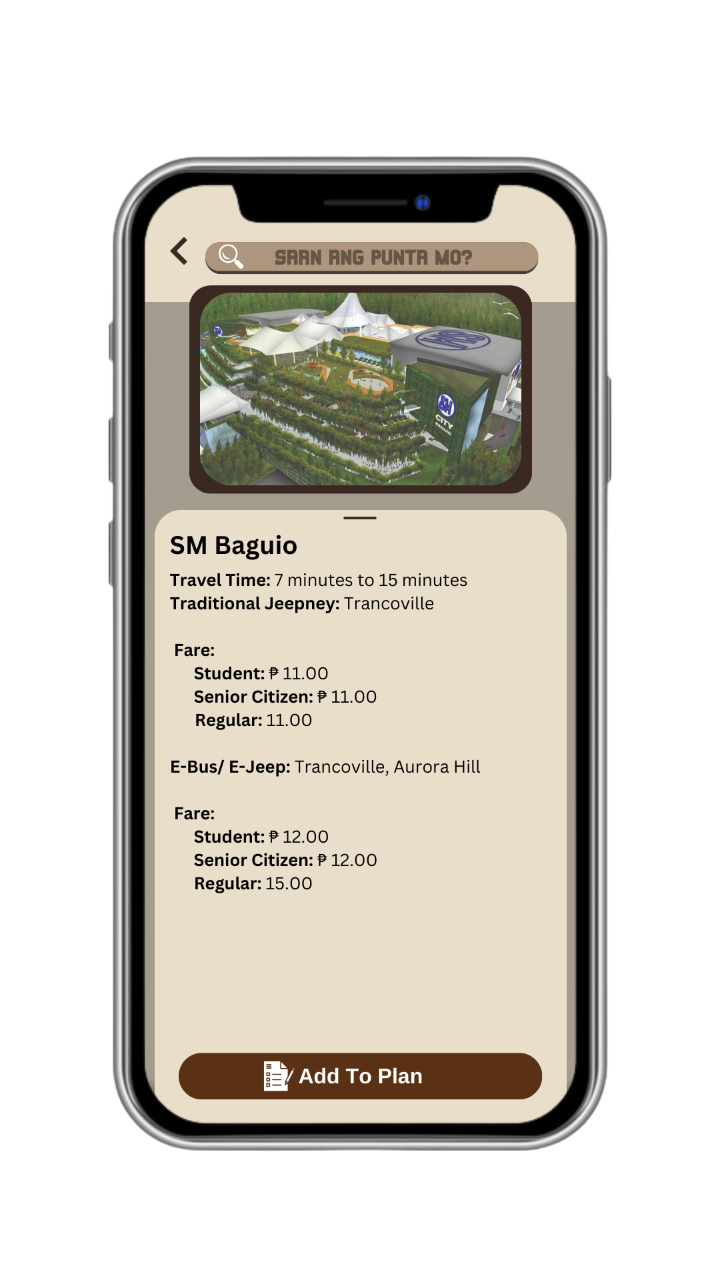 SAAN ANG PUNTA MO?
SM
CITY
SM Baguio
Travel Time: 7 minutes to 15 minutes
Traditional Jeepney: Trancoville
Fare:
Student: ₱ 11.00
Senior Citizen: ₱ 11.00
Regular: 11.00
E-Bus/ E-Jeep: Trancoville, Aurora Hill
Fare:
Student: ₱ 12.00
Senior Citizen: ₱ 12.00
Regular: 15.00
Add To Plan